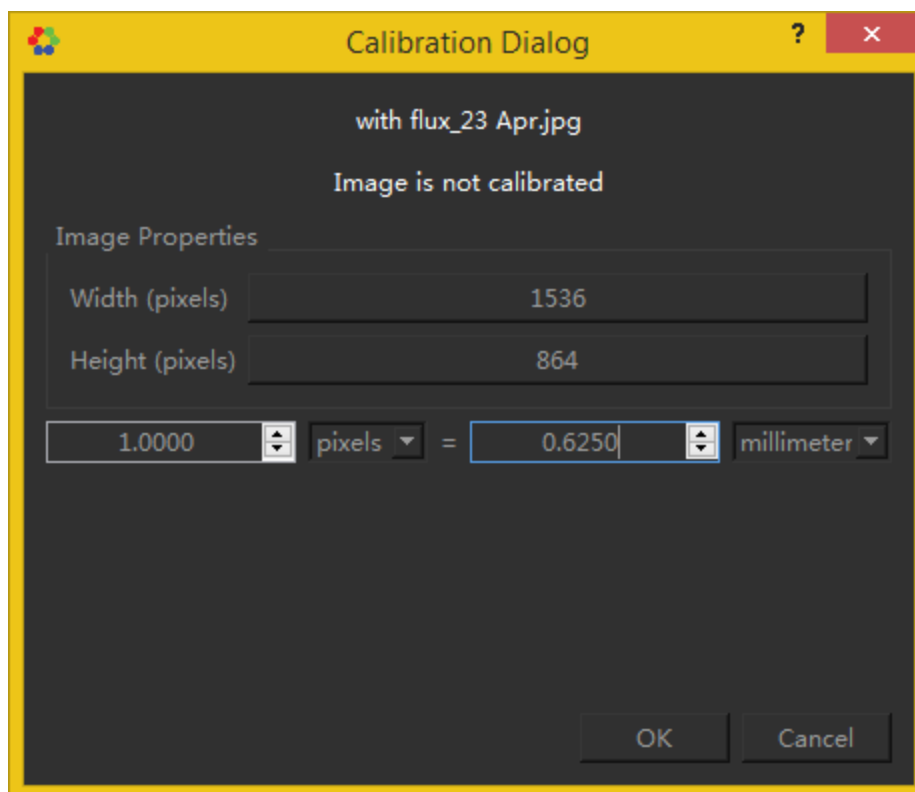 Calibration Dialog ? ×
with flux_23 Apr.jpg
Image is not calibrated
Image Properties
Width (pixels) 1536
Height (pixels) 864
1.0000 pixels = 0.6250 millimeter
OK Cancel